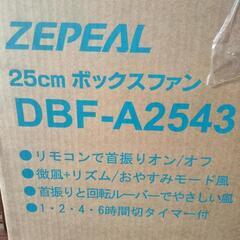 ZEPEAL
25cm ボックスファン
DBF-A2543
●リモコンで首振りオン/オフ
●微風+リズム/おやすみモード風
●首振りと回転ルーバーでやさしい風
●1・2・4・6時間切タイマー付